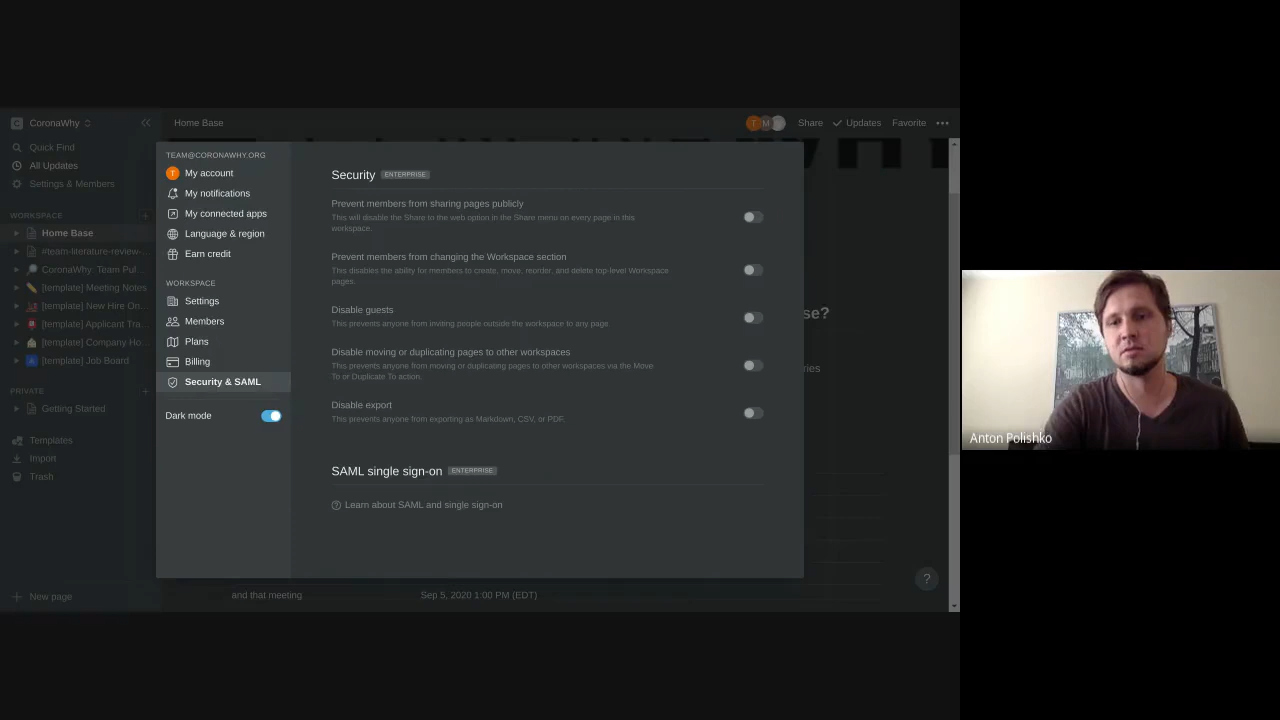 C CoronaWhy
Home Base
T M Share Updates Favorite •••
Quick Find
All Updates
Settings & Members
WORKSPACE +
Home Base
#team-literature-review-...
CoronaWhy: Team Pul...
[template] Meeting Notes
[template] New Hire On...
[template] Applicant Tra...
[template] Company Ho...
[template] Job Board
PRIVATE +
Getting Started
Templates
Import
Trash
+ New page
TEAM@CORONAWHY.ORG
T My account
My notifications
My connected apps
Language & region
Earn credit
WORKSPACE
Settings
Members
Plans
Billing
Security & SAML
Dark mode
Security ENTERPRISE
Prevent members from sharing pages publicly
This will disable the Share to the web option in the Share menu on every page in this
workspace.
Prevent members from changing the Workspace section
This disables the ability for members to create, move, reorder, and delete top-level Workspace
pages.
Disable guests
This prevents anyone from inviting people outside the workspace to any page
Disable moving or duplicating pages to other workspaces
This prevents anyone from moving or duplicating pages to other workspaces via the Move
To or Duplicate To action.
Disable export
This prevents anyone from exporting as Markdown, CSV, or PDF.
SAML single sign-on ENTERPRISE
? Learn about SAML and single sign-on
se?
ries
and that meeting Sep 5, 2020 1:00 PM (EDT)
?
Anton Polishko